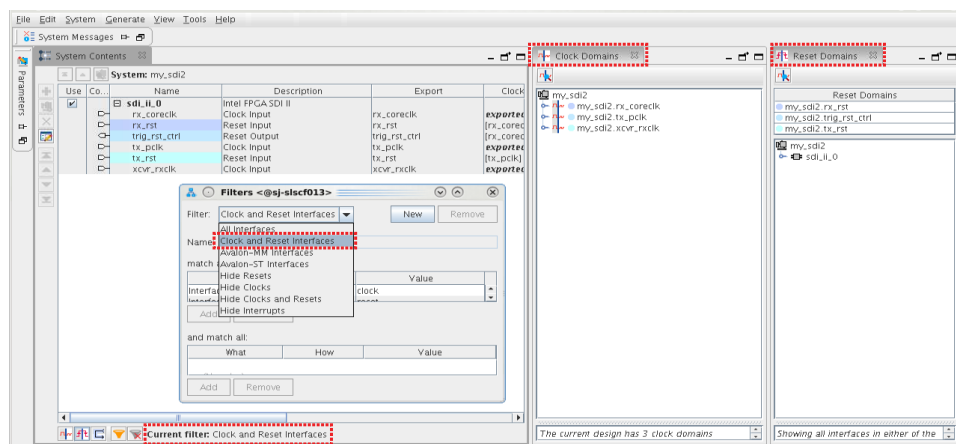 File Edit System Generate View Tools Help
System Messages
System Contents
Parameters
System: my_sdi2
Use Co... Name Description Export Clock
sdi_ii_0 Intel FPGA SDI II
rx_coreclk Clock Input rx_coreclk exported
rx_rst Reset Input rx_rst [rx_corec
trig_rst_ctrl Reset Output trig_rst_ctrl [rx_corec
tx_pclk Clock Input tx_pclk exported
tx_rst Reset Input tx_rst [tx_pclk]
xcvr_rxclk Clock Input xcvr_rxclk exported
Filters <@sj-slscf013>
Filter: Clock and Reset Interfaces New Remove
All Interfaces
Name Clock and Reset Interfaces
Avalon-MM Interfaces
match Avalon-ST Interfaces
Hide Resets Value
Interfa Hide Clocks clock
Hide Clocks and Resets
Add Hide Interrupts
and match all:
What How Value
Add Remove
Current filter: Clock and Reset Interfaces
Clock Domains
my_sdi2
my_sdi2.rx_coreclk
my_sdi2.tx_pclk
my_sdi2.xcvr_rxclk
The current design has 3 clock domains
Reset Domains
Reset Domains
my_sdi2.rx_rst
my_sdi2.trig_rst_ctrl
my_sdi2.tx_rst
my_sdi2
sdi_ii_0
Showing all interfaces in either of the